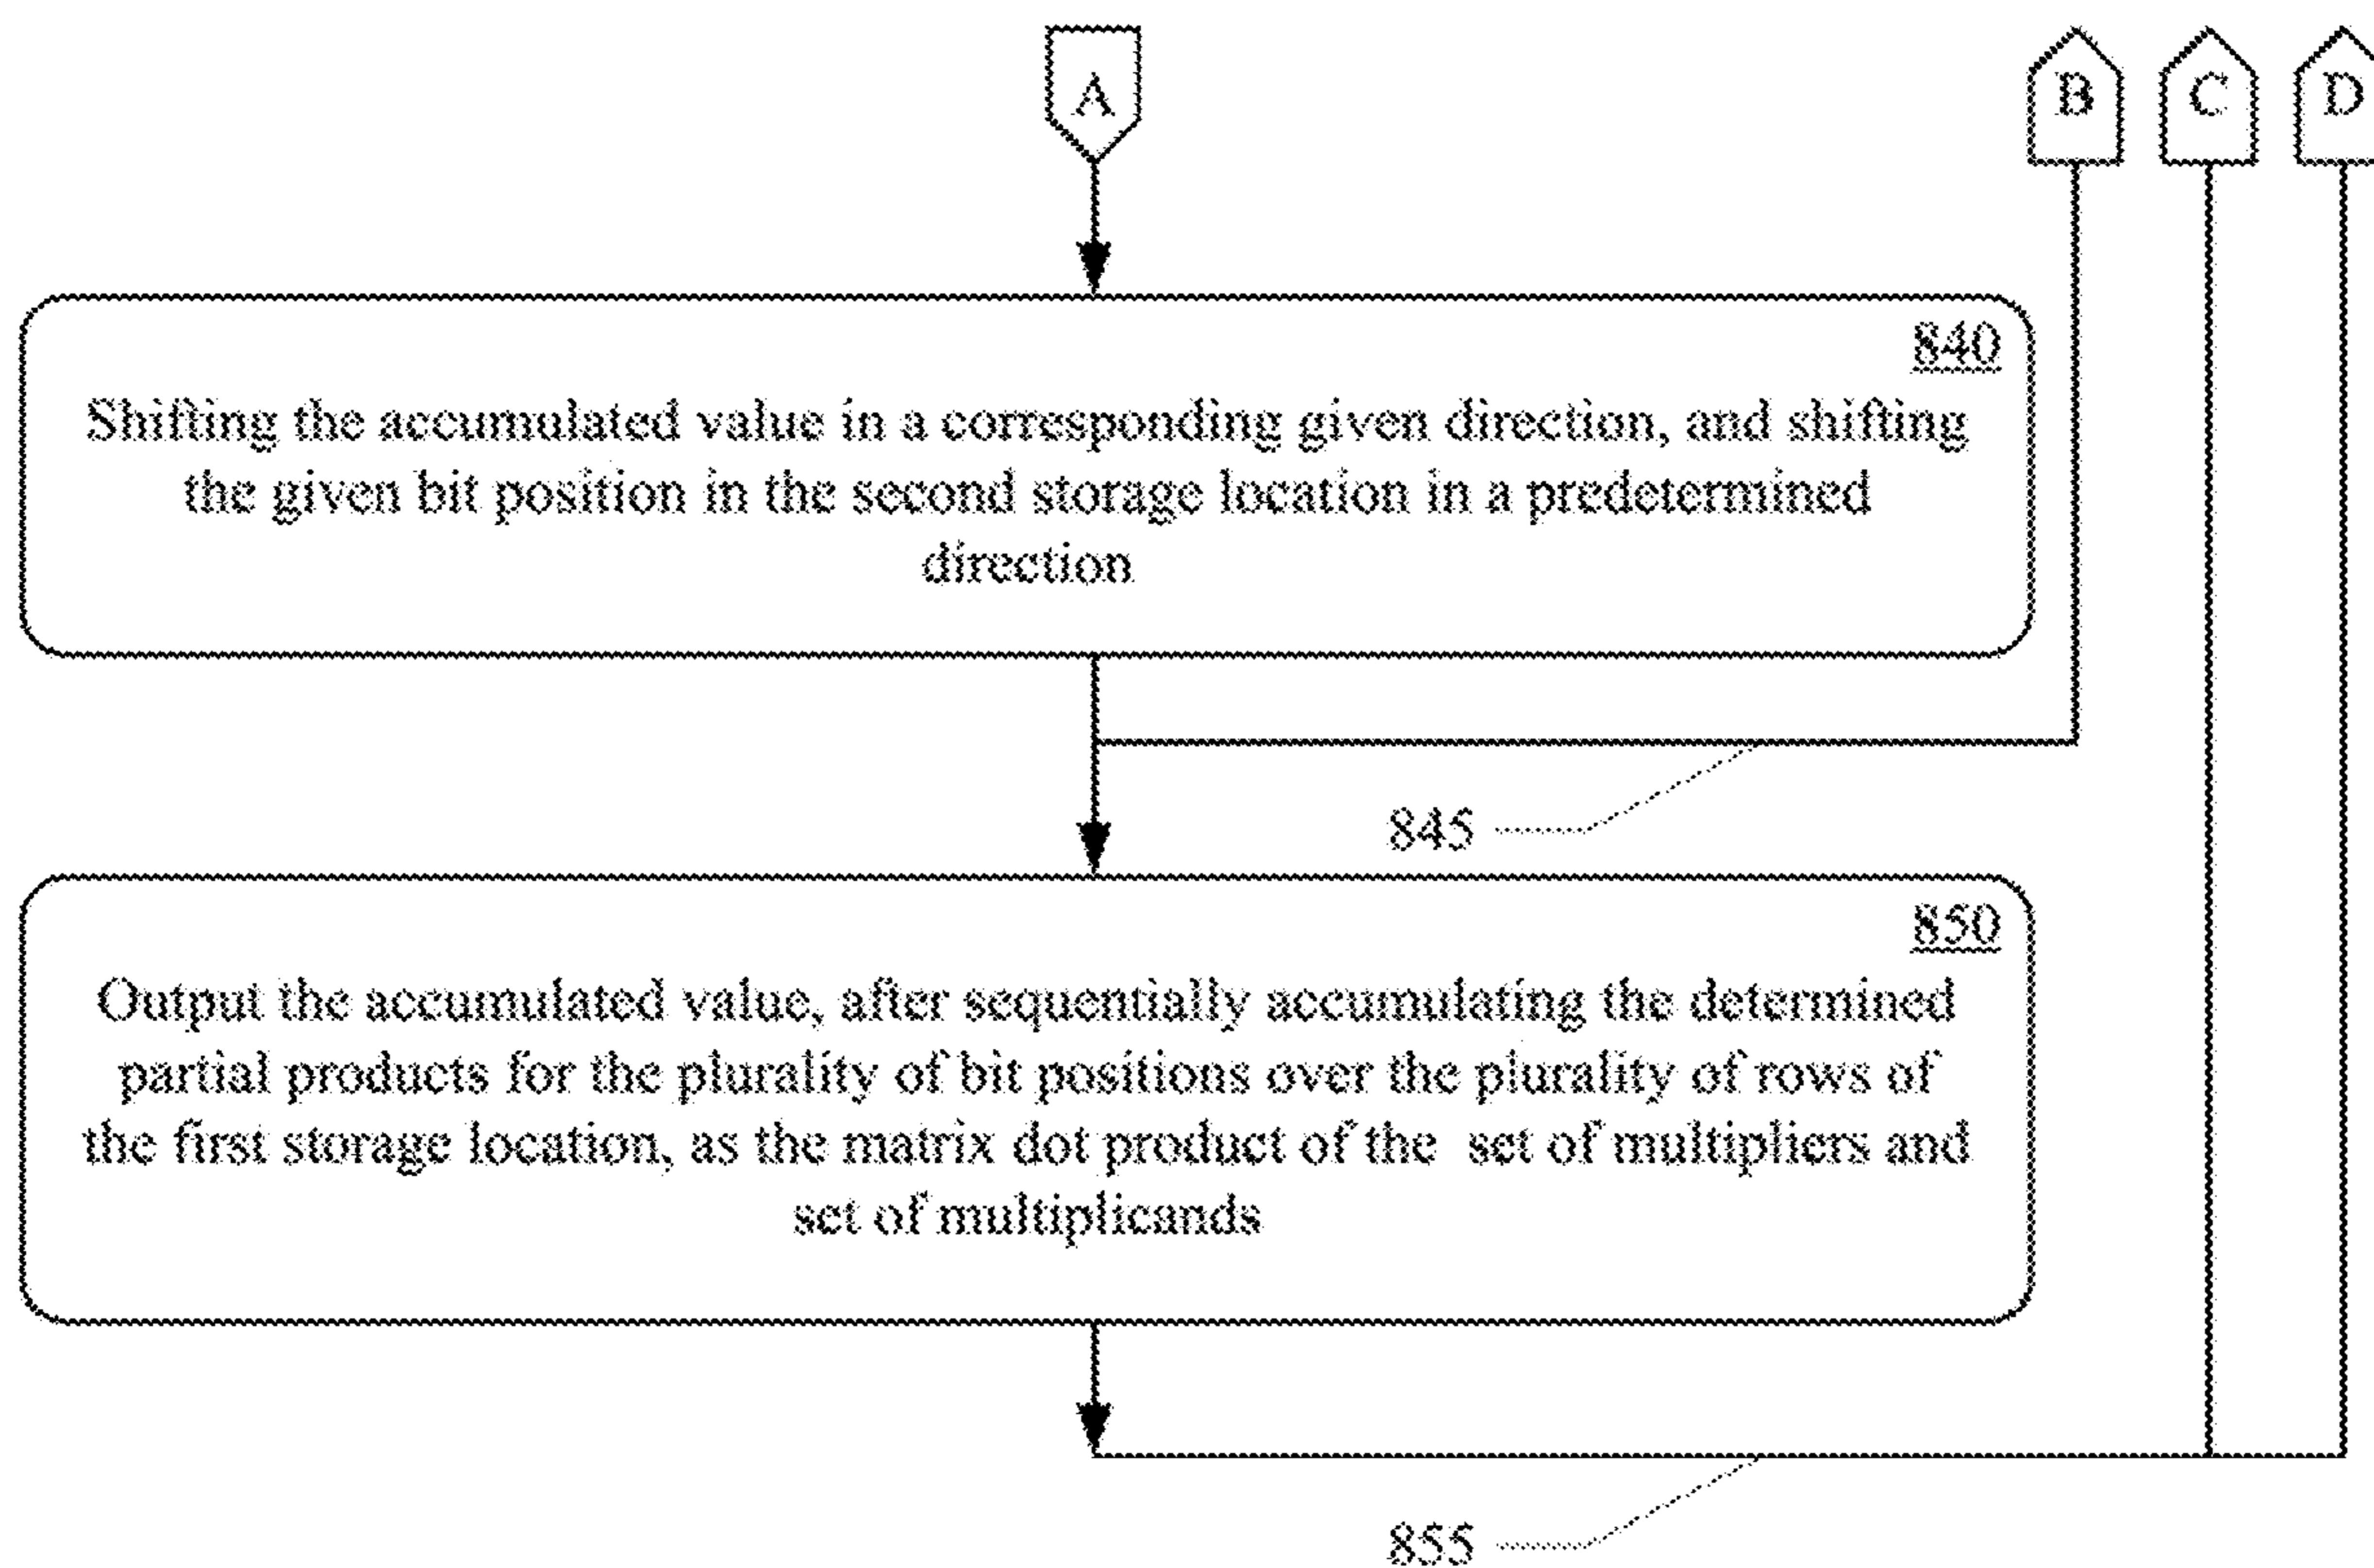 A
B C D
840
Shifting the accumulated value in a corresponding given direction, and shifting
the given bit position in the second storage location in a predetermined
direction
845
850
Output the accumulated value, after sequentially accumulating the determined
partial products for the plurality of bit positions over the plurality of rows of
the first storage location, as the matrix dot product of the set of multipliers and
set of multiplicands
855